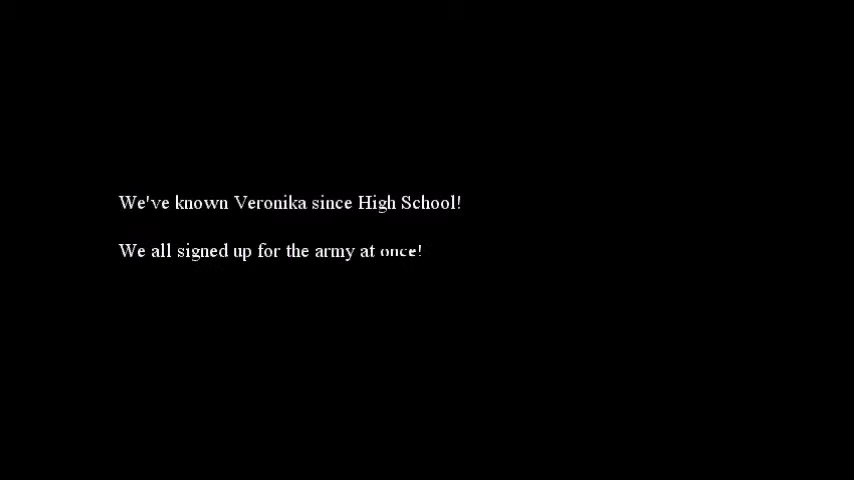 We've known Veronika since High School!
We all signed up for the army at once!